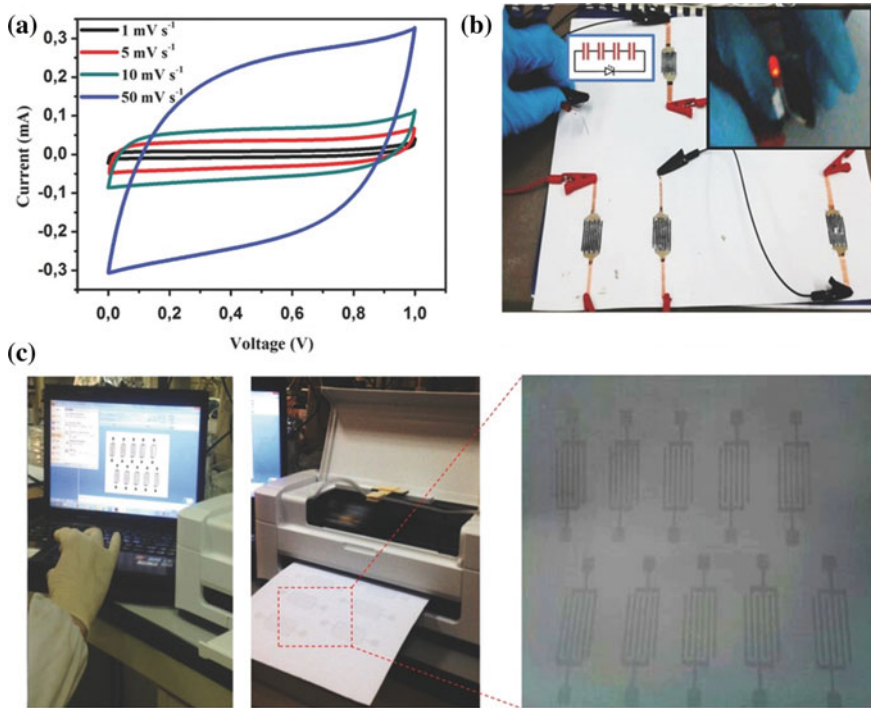 (a)
1 mV s⁻¹
5 mV s⁻¹
10 mV s⁻¹
50 mV s⁻¹
Current (mA)
0,3
0,2
0,1
0,0
-0,1
-0,2
-0,3
0,0 0,2 0,4 0,6 0,8 1,0
Voltage (V)
(b)
(c)